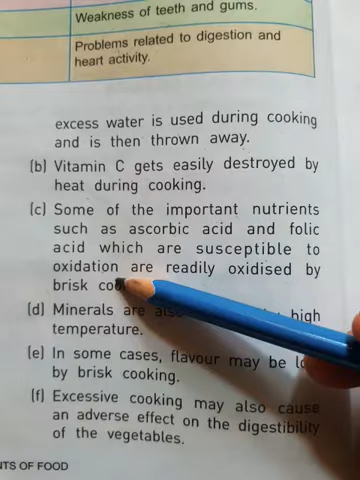 Weakness of teeth and gums.
Problems related to digestion and
heart activity.
excess water is used during cooking
and is then thrown away.
(b) Vitamin C gets easily destroyed by
heat during cooking.
(c) Some of the important nutrients
such as ascorbic acid and folic
acid which are susceptible to
oxidation are readily oxidised by
brisk
(d) Minerals are high
temperature.
(e) In some cases, flavour may be
by brisk cooking.
(f) Excessive cooking may also cause
an adverse effect on the digestibility
of the vegetables.
NTS OF FOOD